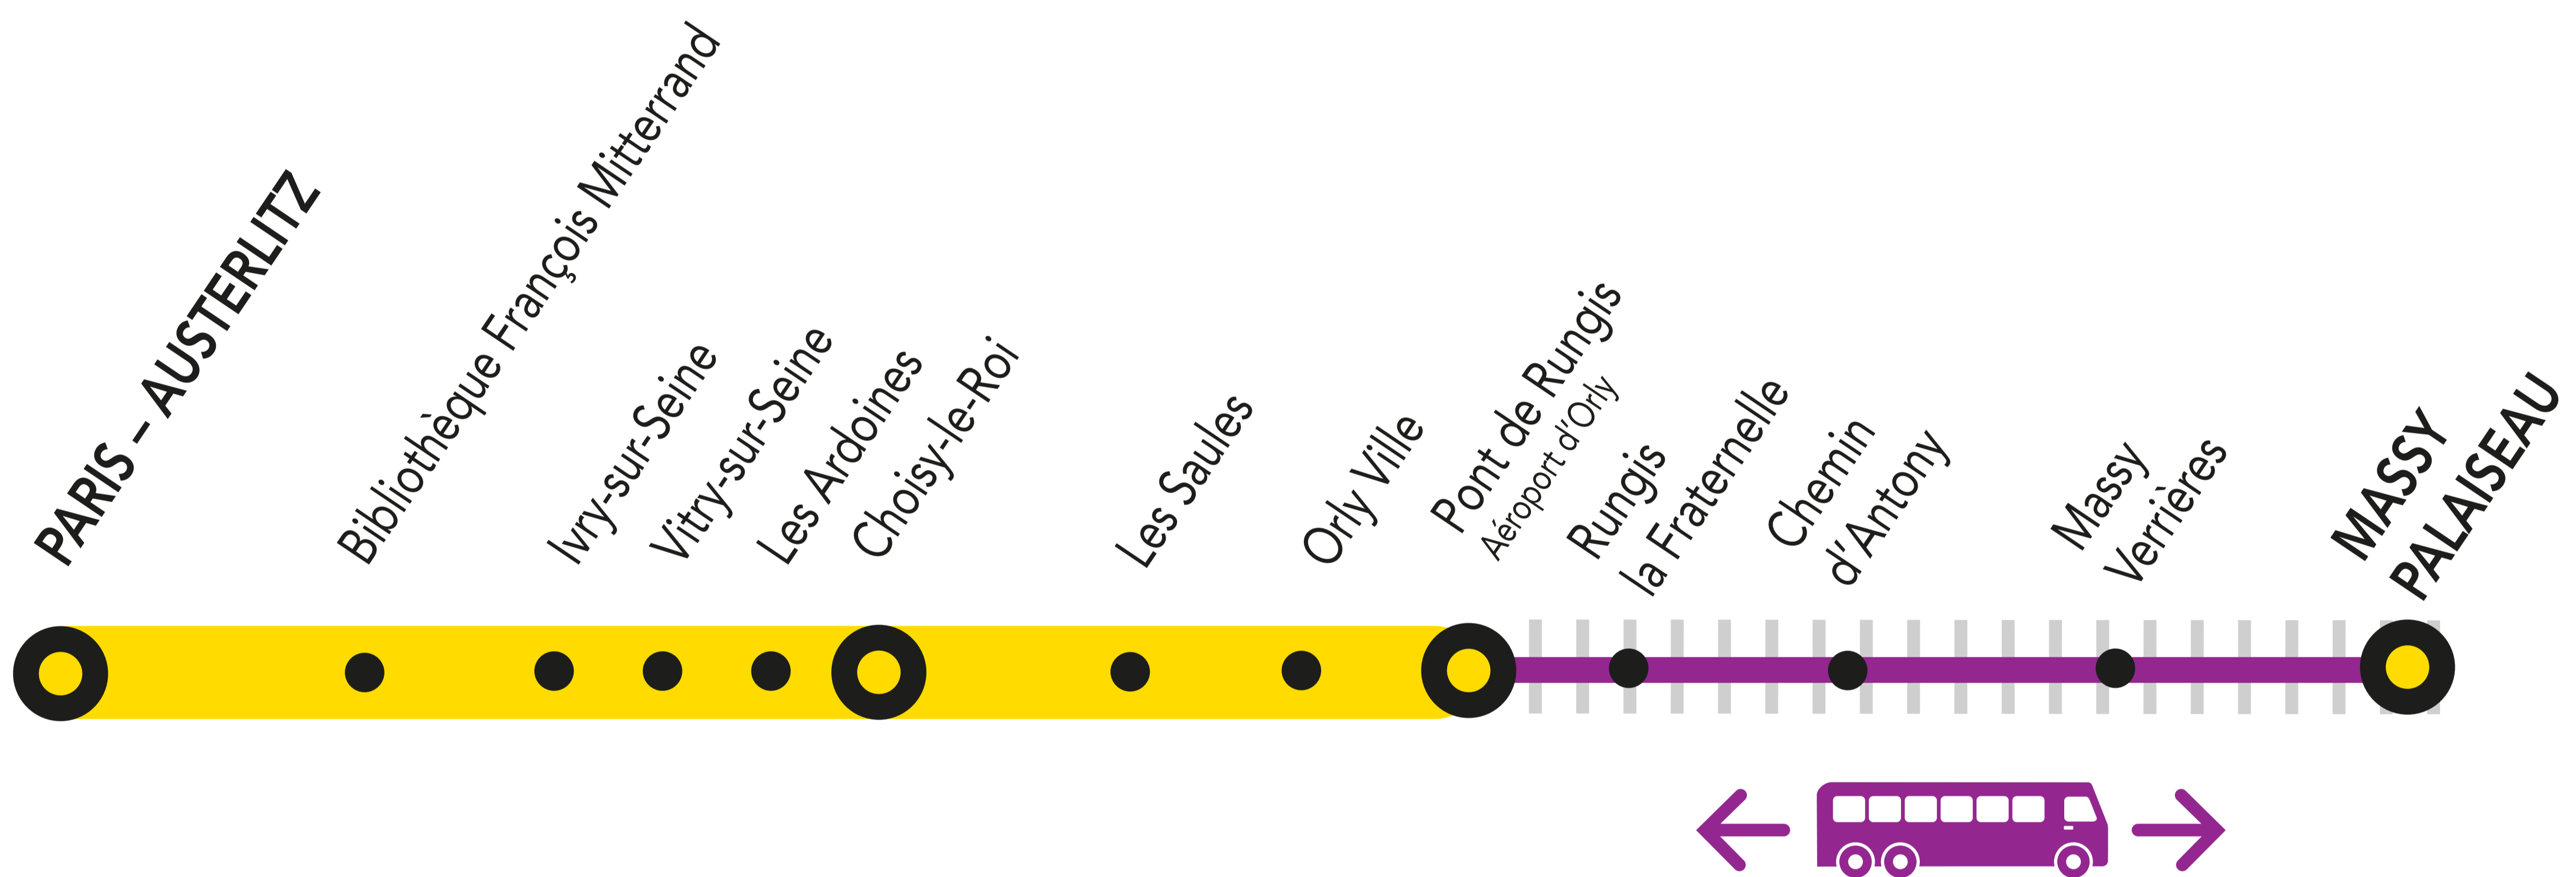 PARIS – AUSTERLITZ
Bibliothèque François Mitterrand
Ivry-sur-Seine
Vitry-sur-Seine
Les Ardoines
Choisy-le-Roi
Les Saules
Orly Ville
Pont de Rungis
Aéroport d'Orly
Rungis
la Fraternelle
Chemin
d'Antony
Massy
Verrières
MASSY
PALAISEAU